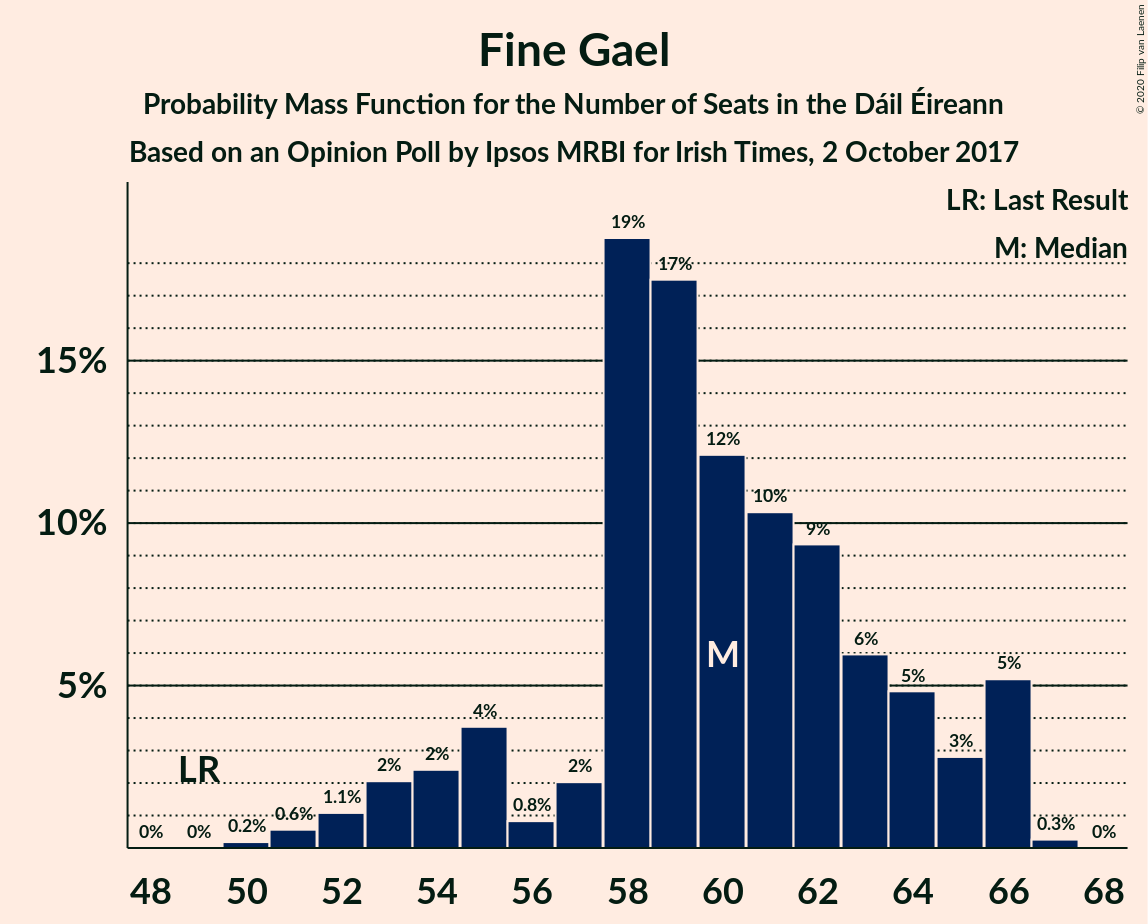 Fine Gael
Probability Mass Function for the Number of Seats in the Dáil Éireann
Based on an Opinion Poll by Ipsos MRBI for Irish Times, 2 October 2017
© 2020 Filip van Laenen
LR: Last Result
M: Median
15%
10%
5%
0% 0% 0.2% 0.6% 1.1% 2% 2% 4% 0.8% 2% 19% 17% 12% 10% 9% 6% 5% 3% 5% 0.3% 0%
LR
M
48 50 52 54 56 58 60 62 64 66 68